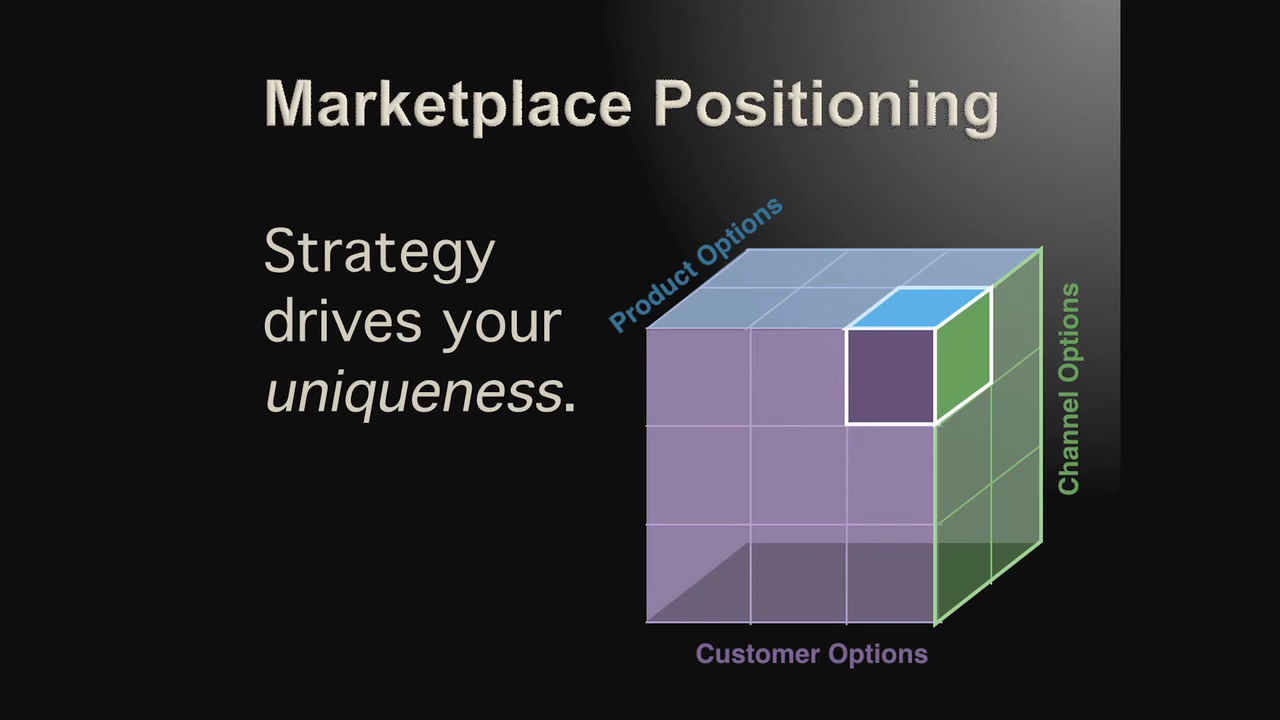 Marketplace Positioning
Strategy
drives your
uniqueness.
Product Options
Channel Options
Customer Options